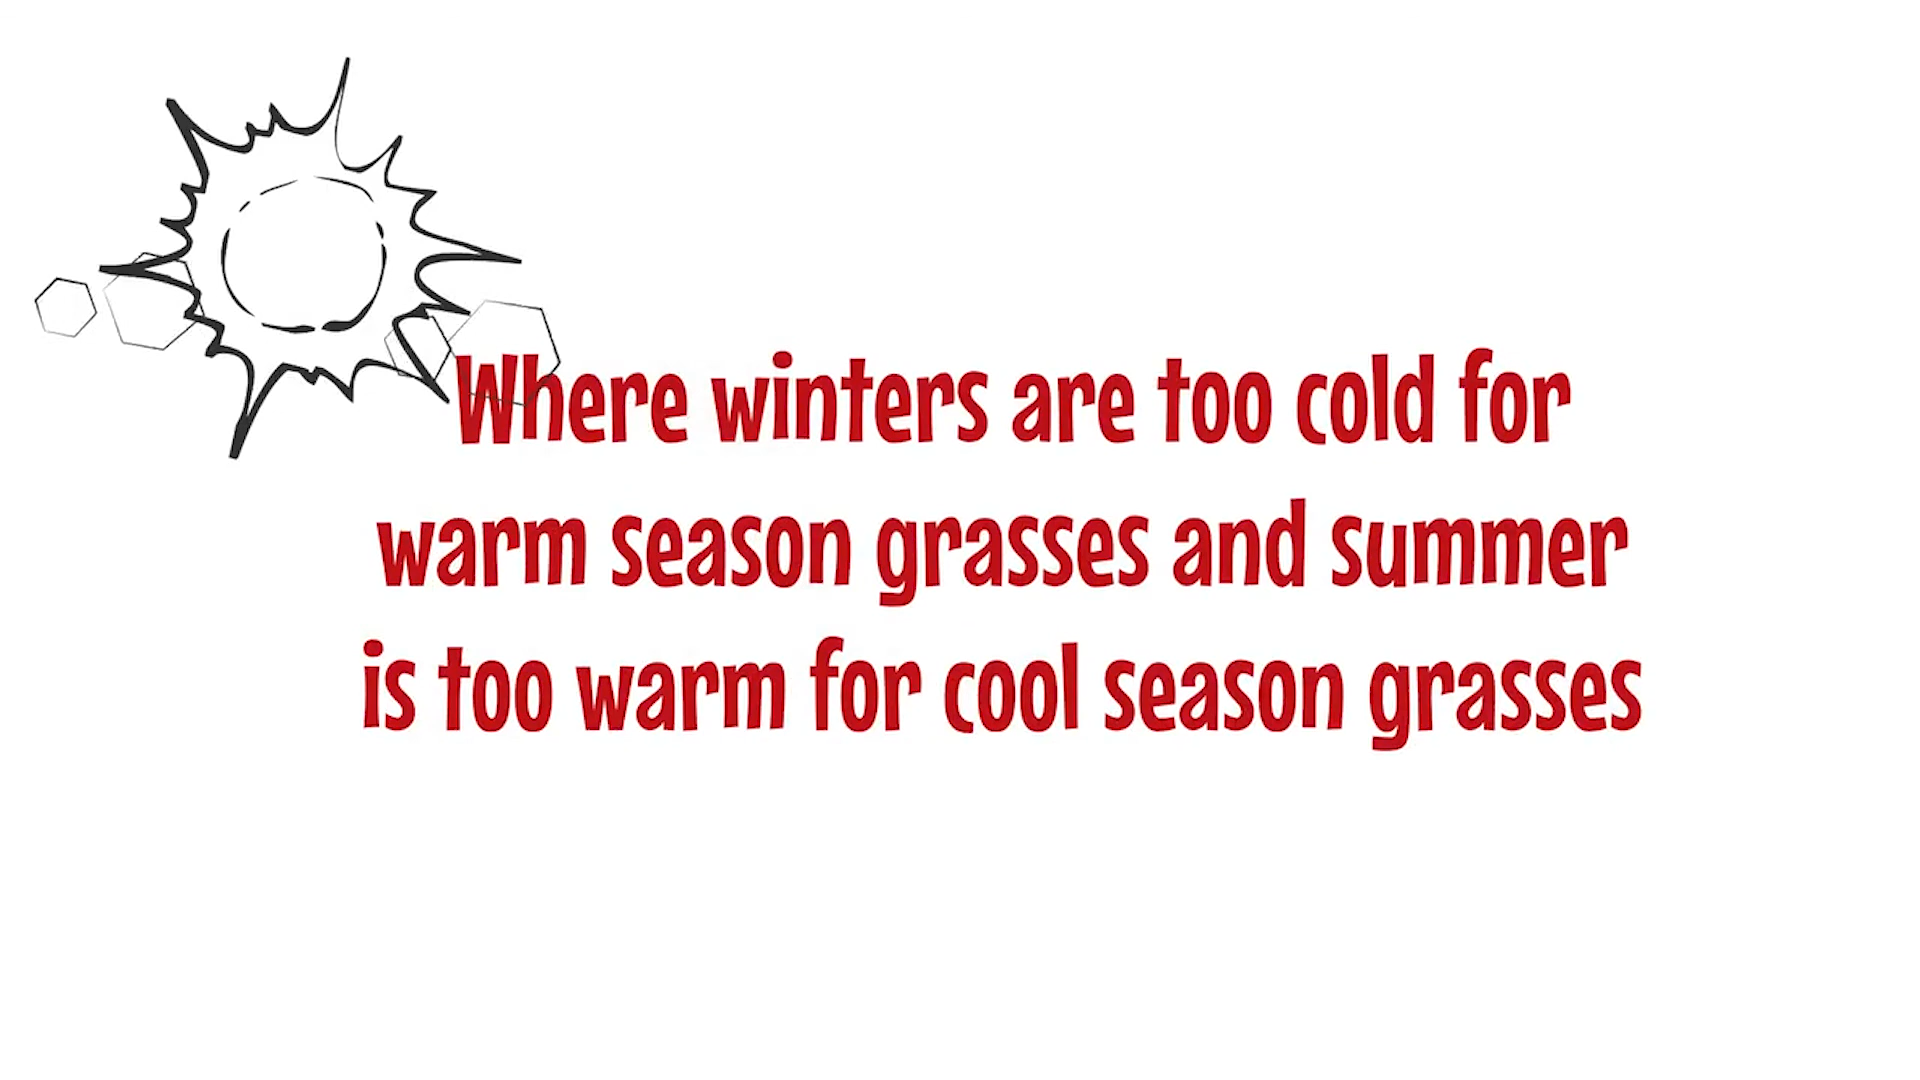 Where winters are too cold for
warm season grasses and summer
is too warm for cool season grasses